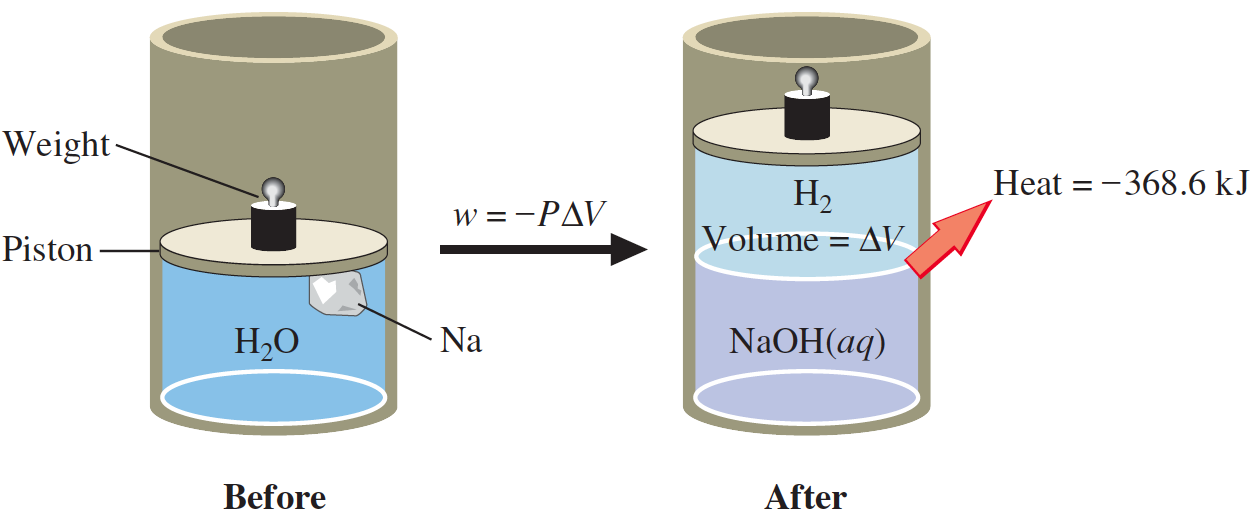 Weight
Piston
H₂O
Na
Before
w = −PΔV
H₂
Volume = ΔV
NaOH(aq)
Heat = −368.6 kJ
After